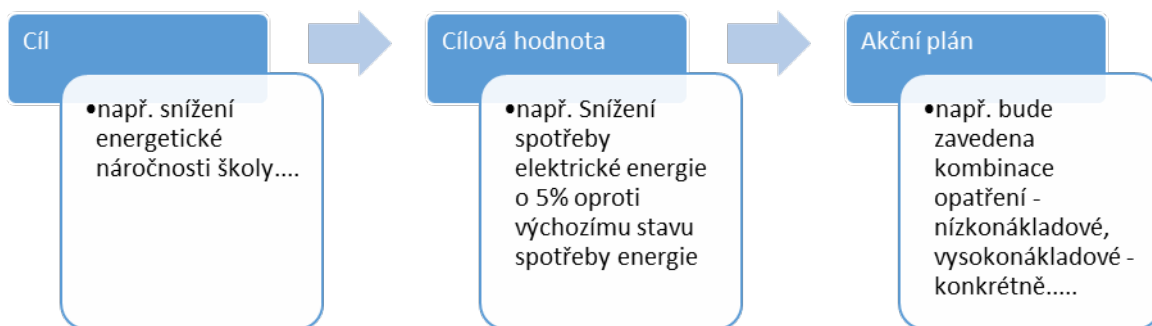 Cíl
•např. snížení
energetické
náročnosti školy....
Cílová hodnota
•např. Snížení
spotřeby
elektrické energie
o 5% oproti
výchozímu stavu
spotřeby energie
Akční plán
•např. bude
zavedena
kombinace
opatření -
nízkonákladové,
vysokonákladové -
konkrétně.....